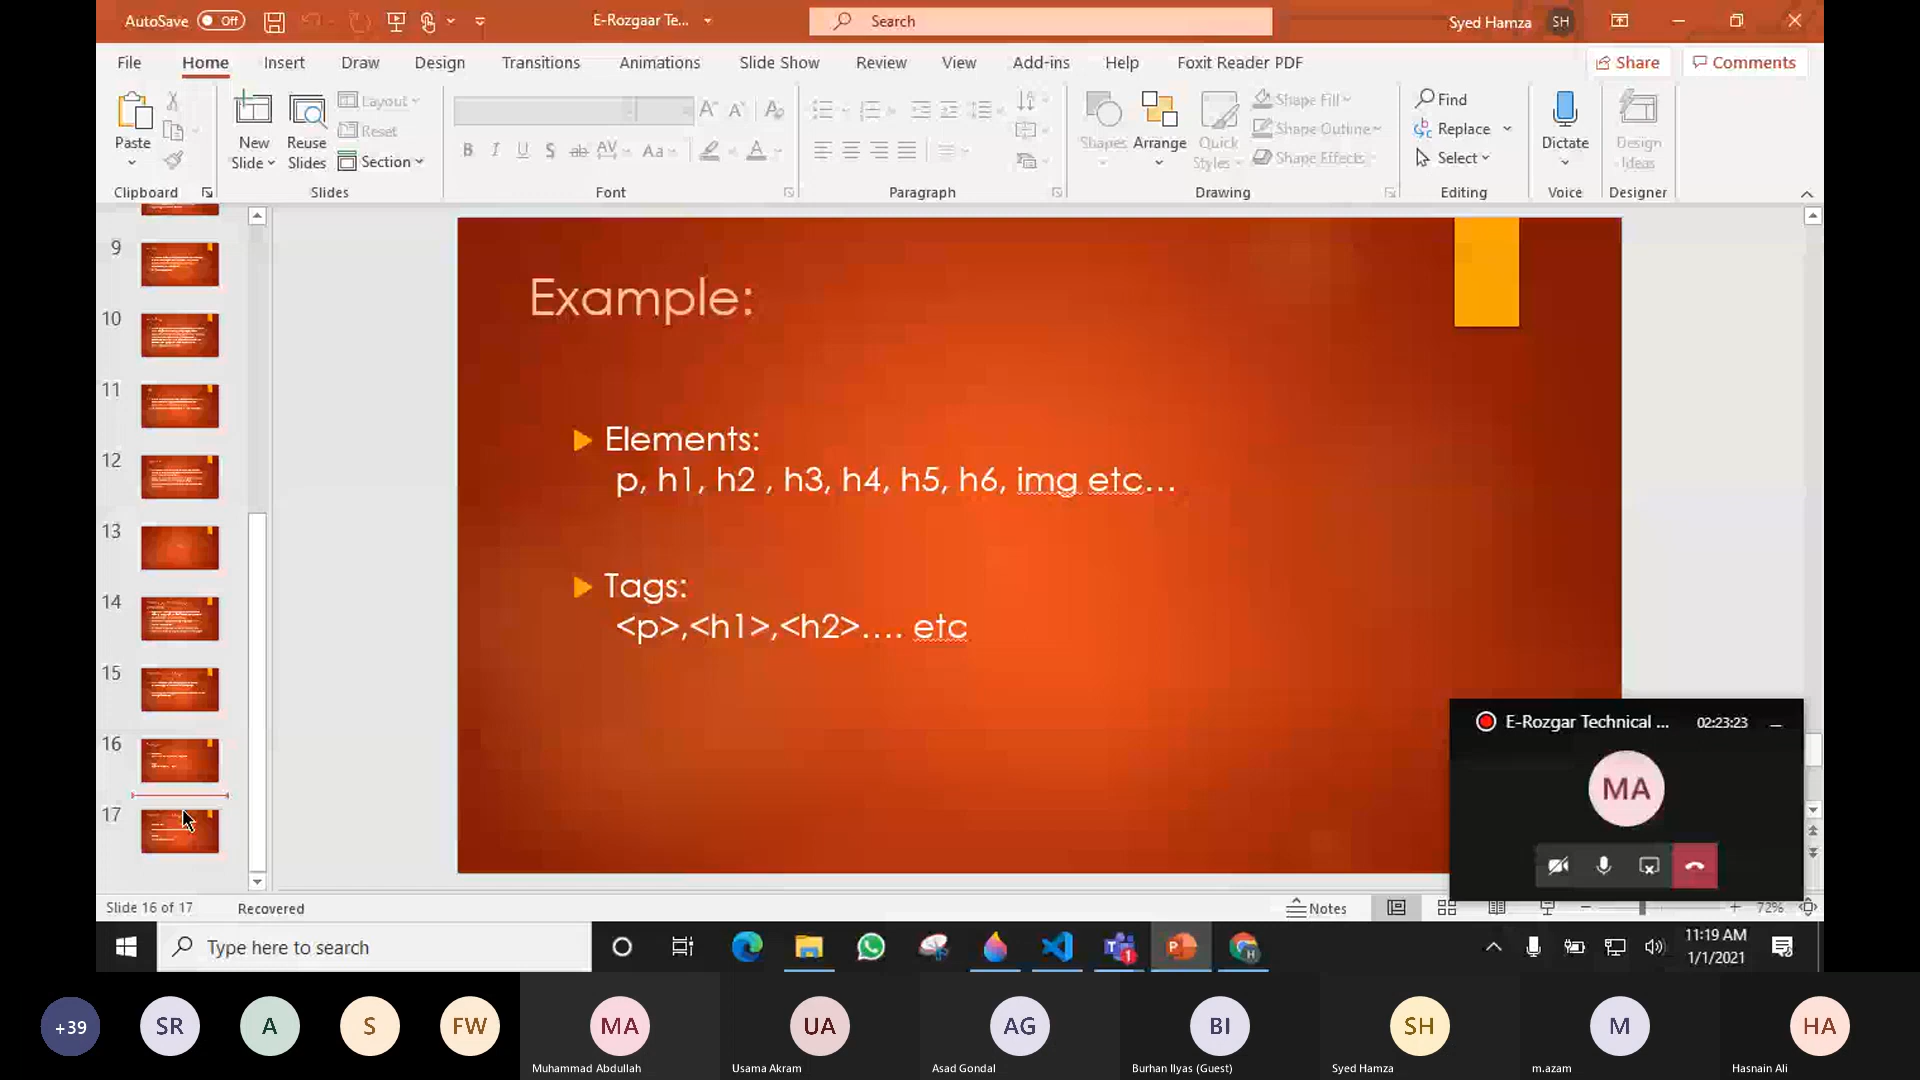 AutoSave Off E-Rozgaar Te... Search Syed Hamza SH
File Home Insert Draw Design Transitions Animations Slide Show Review View Add-ins Help Foxit Reader PDF Share Comments
Paste New Slide Reuse Slides Layout Reset Section
B I U S ab AV Aa A
Shapes Arrange Quick Styles Shape Fill Shape Outline Shape Effects
Find Replace Select Dictate Design Ideas
Clipboard Slides Font Paragraph Drawing Editing Voice Designer
9
10
11
12
13
14
15
16
17
Example:
Elements:
p, h1, h2 , h3, h4, h5, h6, img etc...
Tags:
<p>,<h1>,<h2>.... etc
E-Rozgar Technical ... 02:23:23
MA
Slide 16 of 17 Recovered Notes 72%
Type here to search
11:19 AM
1/1/2021
+39 SR A S FW MA UA AG BI SH M HA
Muhammad Abdullah Usama Akram Asad Gondal Burhan Ilyas (Guest) Syed Hamza m.azam Hasnain Ali